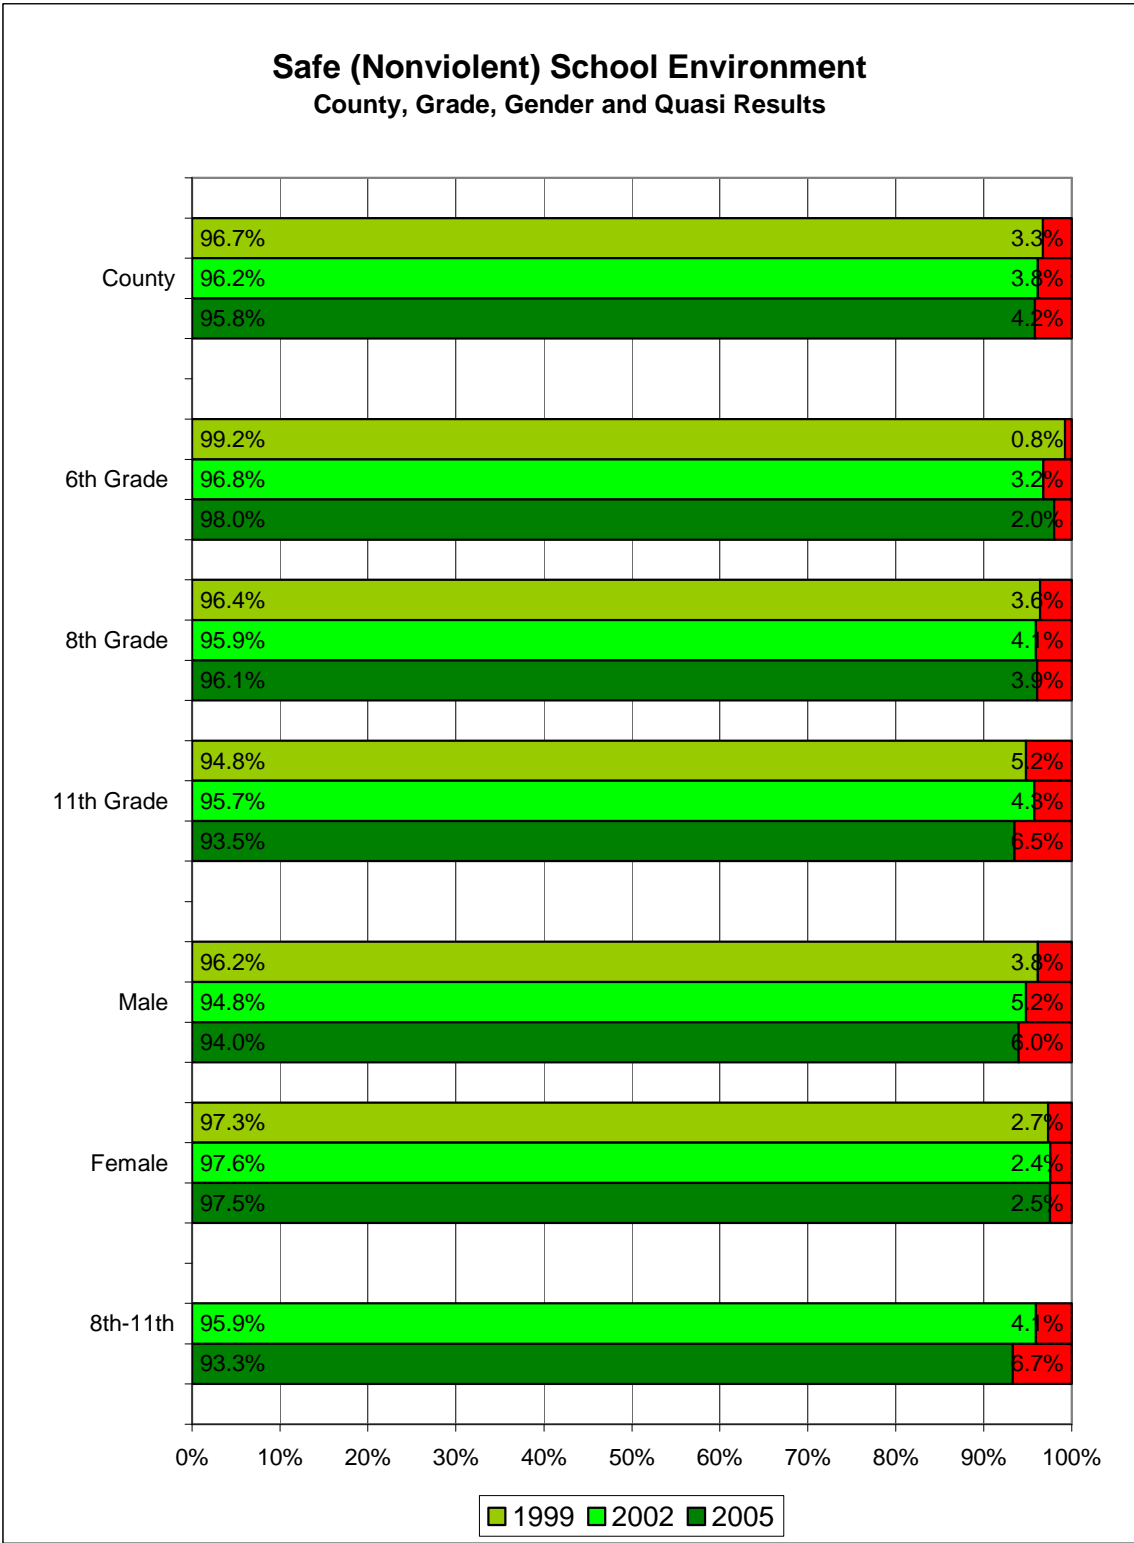 Safe (Nonviolent) School Environment
County, Grade, Gender and Quasi Results
96.7% 3.3%
County 96.2% 3.8%
95.8% 4.2%
99.2% 0.8%
6th Grade 96.8% 3.2%
98.0% 2.0%
96.4% 3.6%
8th Grade 95.9% 4.1%
96.1% 3.9%
94.8% 5.2%
11th Grade 95.7% 4.3%
93.5% 6.5%
96.2% 3.8%
Male 94.8% 5.2%
94.0% 6.0%
97.3% 2.7%
Female 97.6% 2.4%
97.5% 2.5%
8th-11th 95.9% 4.1%
93.3% 6.7%
0% 10% 20% 30% 40% 50% 60% 70% 80% 90% 100%
1999 2002 2005